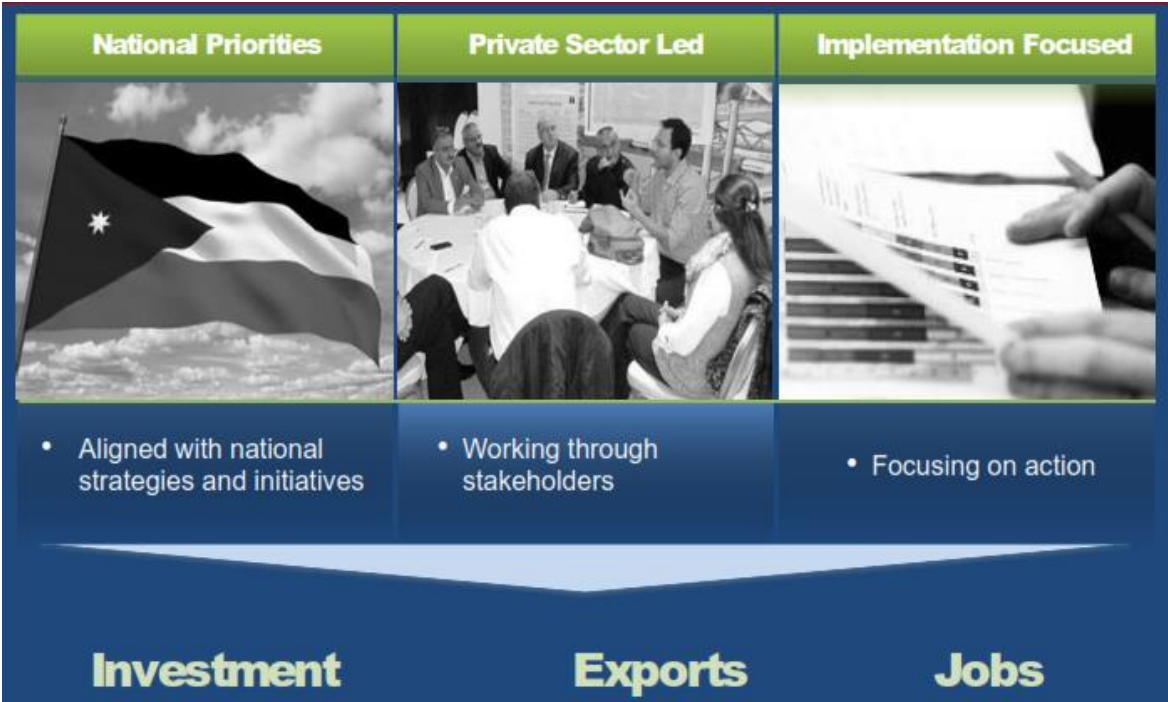 National Priorities
Private Sector Led
Implementation Focused
• Aligned with national
strategies and initiatives
• Working through
stakeholders
• Focusing on action
Investment
Exports
Jobs